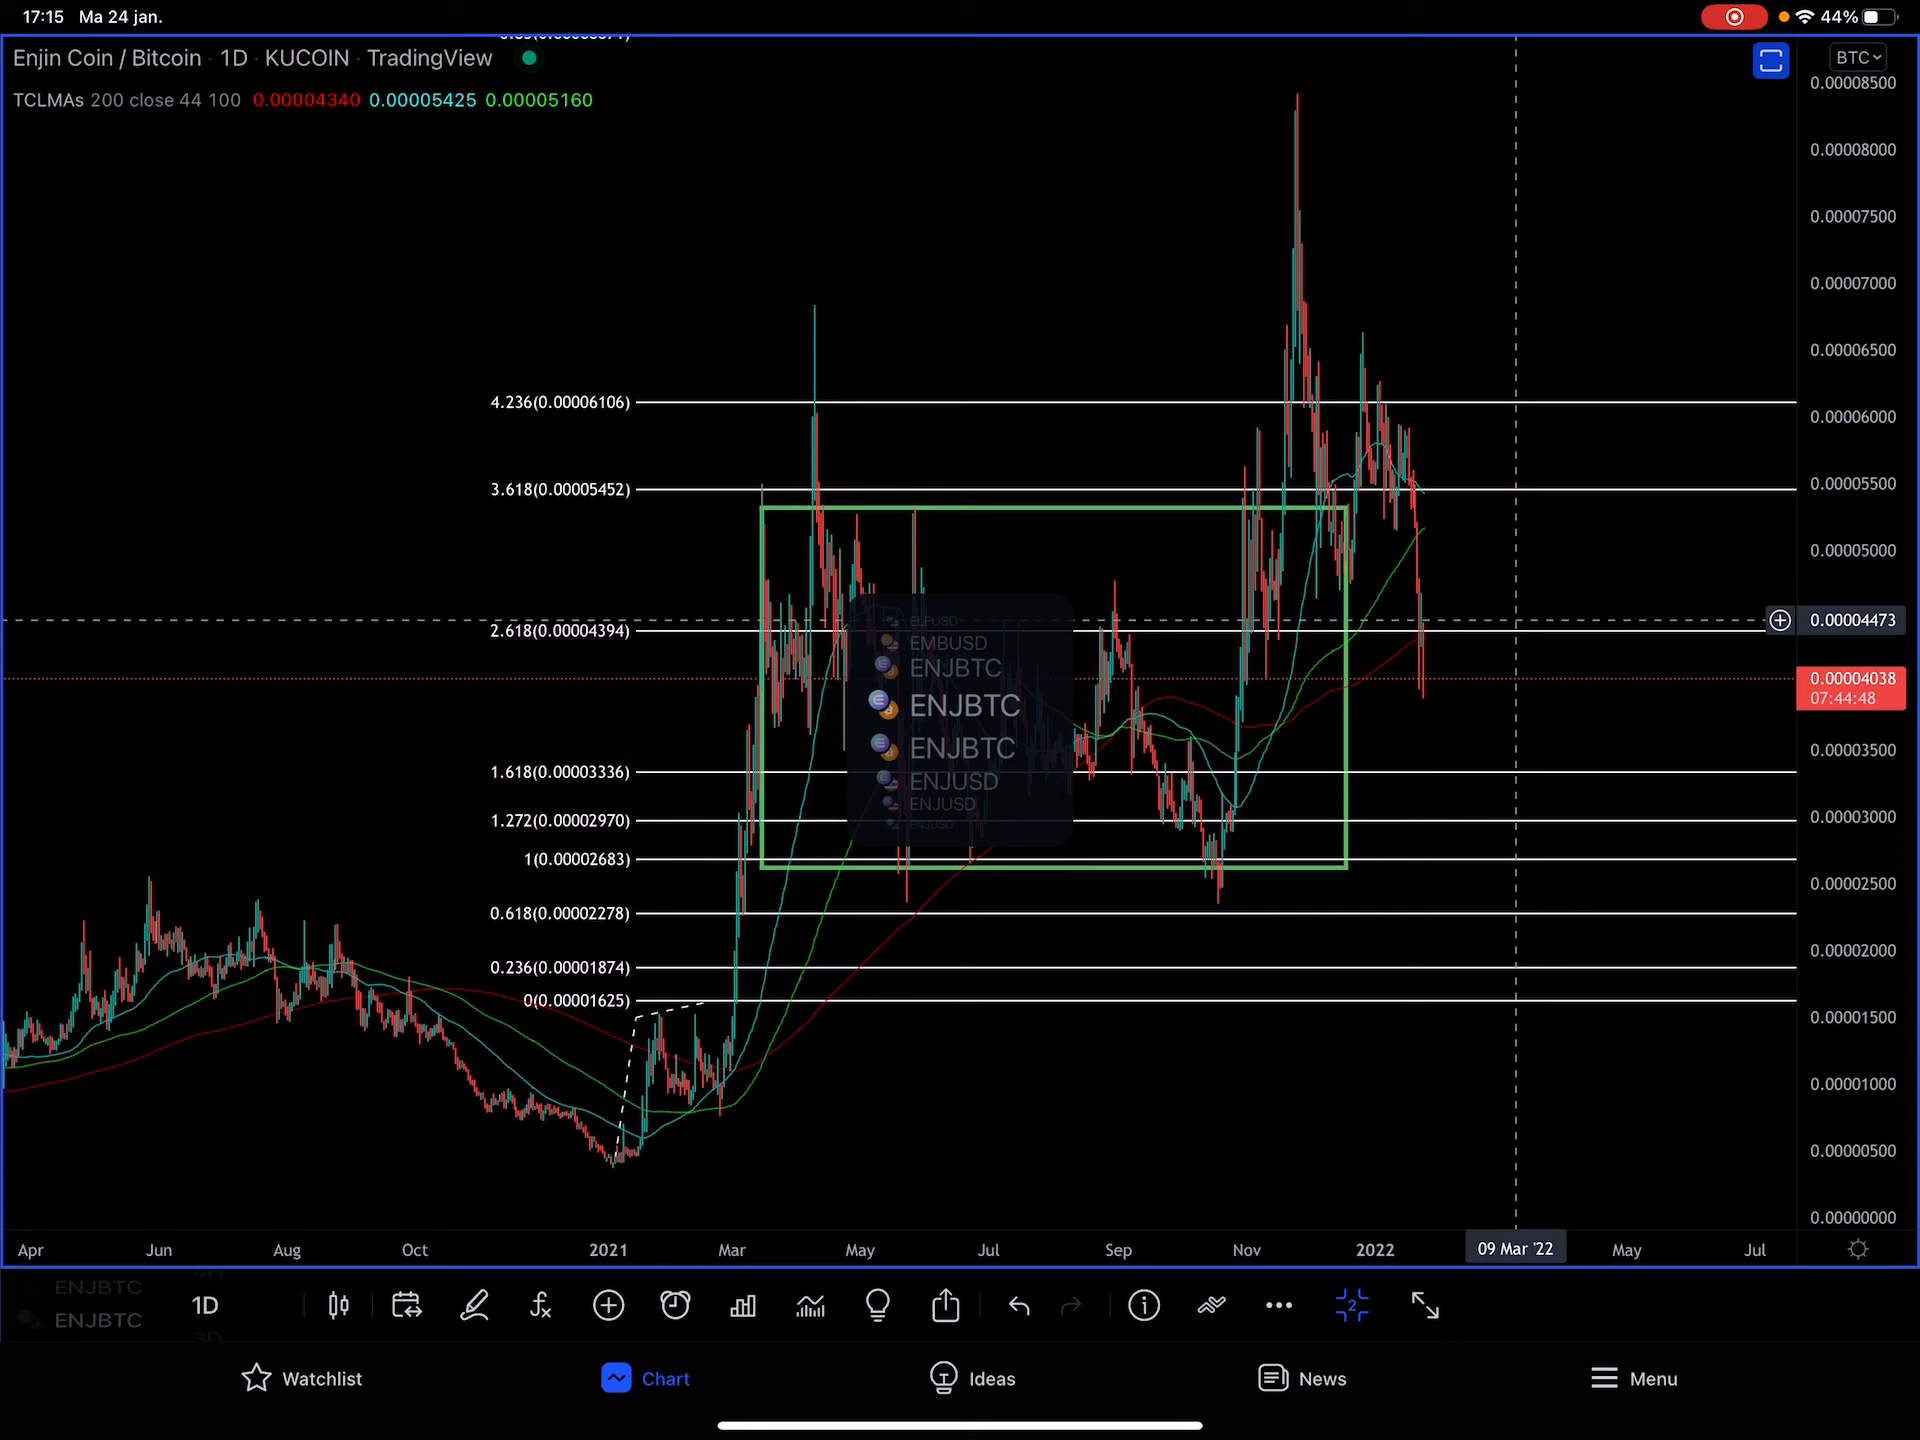 17:15 Ma 24 jan.
44%
Enjin Coin / Bitcoin · 1D · KUCOIN · TradingView
BTC
TCLMAs 200 close 44 100 0.00004340 0.00005425 0.00005160
0.00008500
0.00008000
0.00007500
0.00007000
0.00006500
4.236(0.00006106)
0.00006000
3.618(0.00005452)
0.00005500
0.00005000
0.00004473
2.618(0.00004394)
0.00004038
07:44:48
ELFUSD
EMBUSD
ENJBTC
ENJBTC
ENJBTC
ENJUSD
ENJUSD
ENJUSD
0.00003500
1.618(0.00003336)
1.272(0.00002970)
0.00003000
1(0.00002683)
0.00002500
0.618(0.00002278)
0.236(0.00001874)
0.00002000
0(0.00001625)
0.00001500
0.00001000
0.00000500
0.00000000
Apr Jun Aug Oct 2021 Mar May Jul Sep Nov 2022 09 Mar '22 May Jul
ENJBTC
ENJBTC
1D
3D
2
Watchlist Chart Ideas News Menu